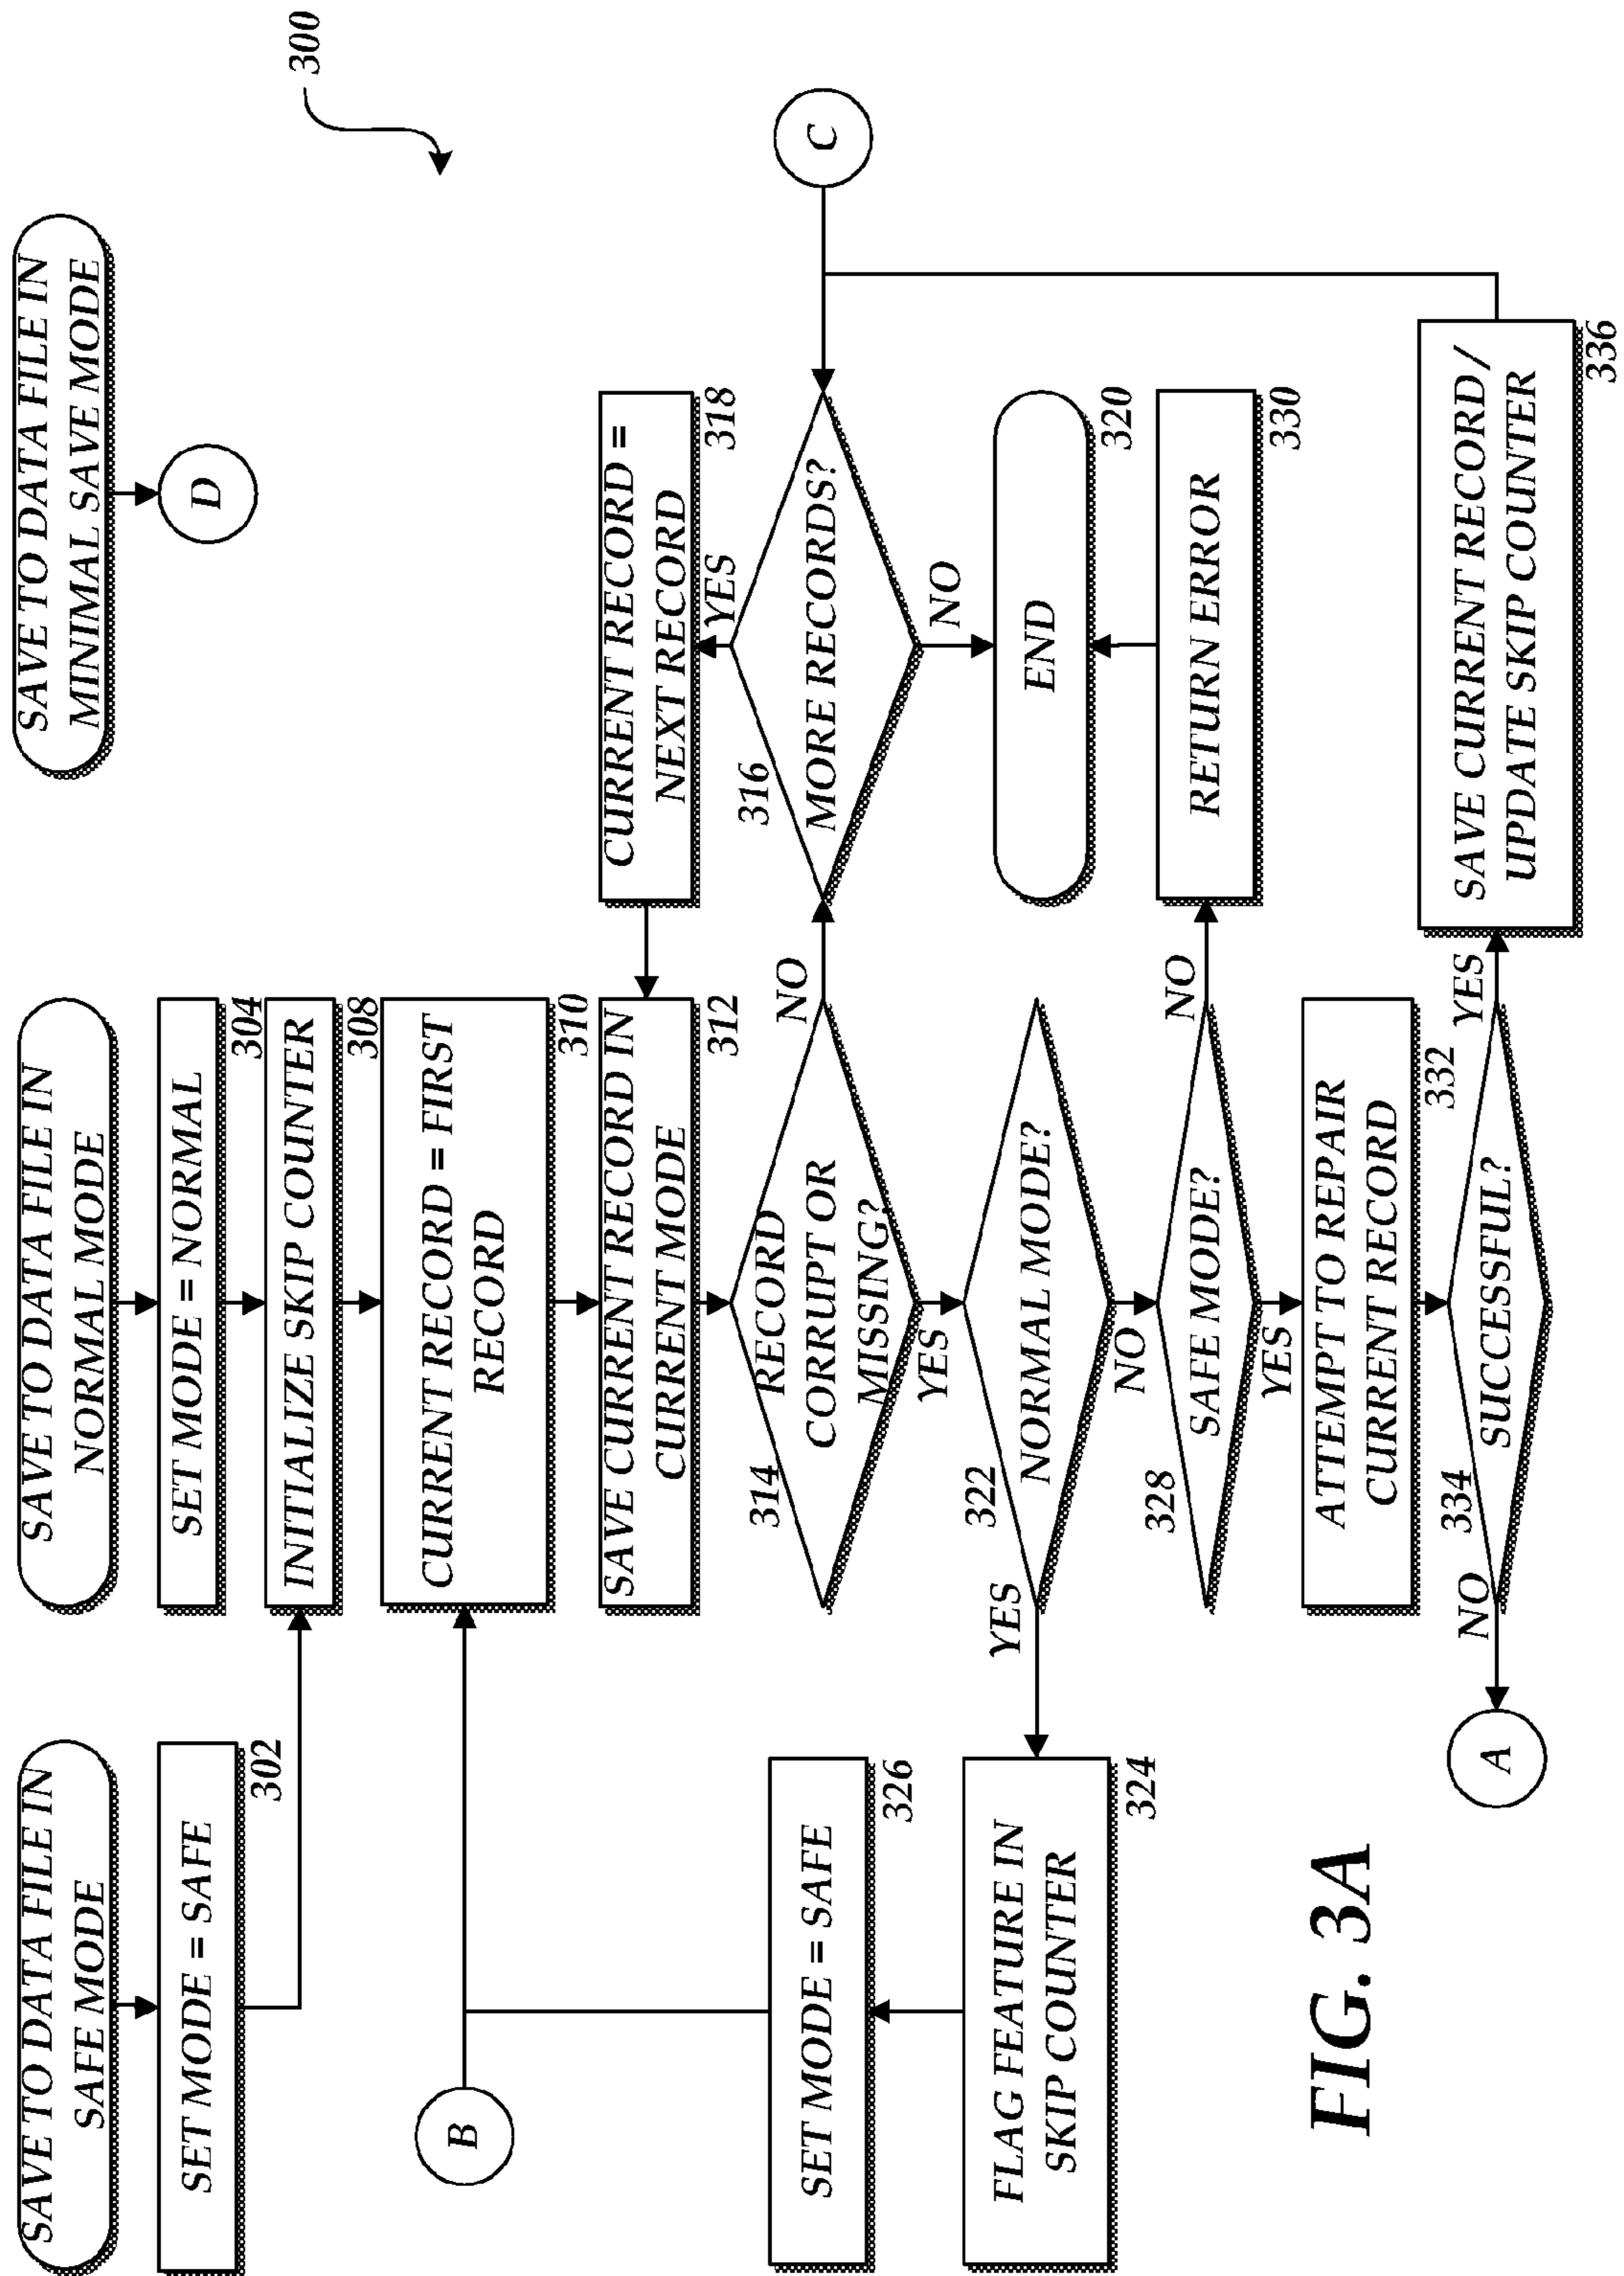 300
SAVE TO DATA FILE IN
SAFE MODE
SAVE TO DATA FILE IN
NORMAL MODE
SAVE TO DATA FILE IN
MINIMAL SAVE MODE
SET MODE = SAFE
302
SET MODE = NORMAL
304
D
INITIALIZE SKIP COUNTER
308
B
CURRENT RECORD = FIRST
RECORD
310
SAVE CURRENT RECORD IN
CURRENT MODE
312
CURRENT RECORD =
NEXT RECORD
318
YES
314
RECORD
CORRUPT OR
MISSING?
NO
316
MORE RECORDS?
C
SET MODE = SAFE
326
YES
NO
FLAG FEATURE IN
SKIP COUNTER
324
YES
322
NORMAL MODE?
END
320
NO
328
SAFE MODE?
NO
RETURN ERROR
330
YES
ATTEMPT TO REPAIR
CURRENT RECORD
332
A
NO
334
SUCCESSFUL?
YES
SAVE CURRENT RECORD /
UPDATE SKIP COUNTER
336
FIG. 3A